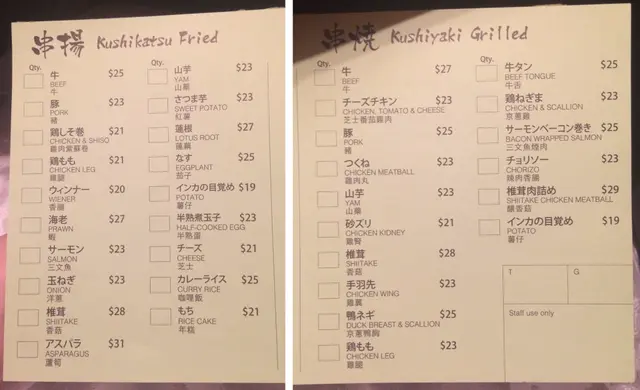 串揚 Kushikatsu Fried
Qty.
牛 $25
BEEF
牛
豚 $23
PORK
豬
鶏しそ巻 $21
CHICKEN & SHISO
雞肉紫蘇卷
鶏もも $21
CHICKEN LEG
雞腿
ウィンナー $20
WIENER
香腸
海老 $27
PRAWN
蝦
サーモン $23
SALMON
三文魚
玉ねぎ $23
ONION
洋蔥
椎茸 $28
SHIITAKE
香菇
アスパラ $31
ASPARAGUS
蘆筍
Qty.
山芋 $23
YAM
山藥
さつま芋 $23
SWEET POTATO
紅薯
蓮根 $27
LOTUS ROOT
蓮藕
なす $25
EGGPLANT
茄子
インカの目覚め $19
POTATO
薯仔
半熟煮玉子 $23
HALF-COOKED EGG
半熟蛋
チーズ $21
CHEESE
芝士
カレーライス $25
CURRY RICE
咖喱飯
もち $21
RICE CAKE
年糕
串焼 Kushiyaki Grilled
Qty.
牛 $27
BEEF
牛
チーズチキン $23
CHICKEN, TOMATO & CHEESE
芝士番茄雞肉
豚 $25
PORK
豬
つくね $23
CHICKEN MEATBALL
雞肉丸
山芋 $23
YAM
山藥
砂ズリ $21
CHICKEN KIDNEY
雞腎
椎茸 $28
SHIITAKE
香菇
手羽先 $23
CHICKEN WING
雞翼
鴨ネギ $25
DUCK BREAST & SCALLION
京蔥鴨胸
鶏もも $23
CHICKEN LEG
雞腿
Qty.
牛タン $25
BEEF TONGUE
牛舌
鶏ねぎま $23
CHICKEN & SCALLION
京蔥雞
サーモンベーコン巻き $25
BACON WRAPPED SALMON
三文魚煙肉
チョリソー $23
CHORIZO
辣肉香腸
椎茸肉詰め $29
SHIITAKE CHICKEN MEATBALL
釀香菇
インカの目覚め $19
POTATO
薯仔
T G
Staff use only